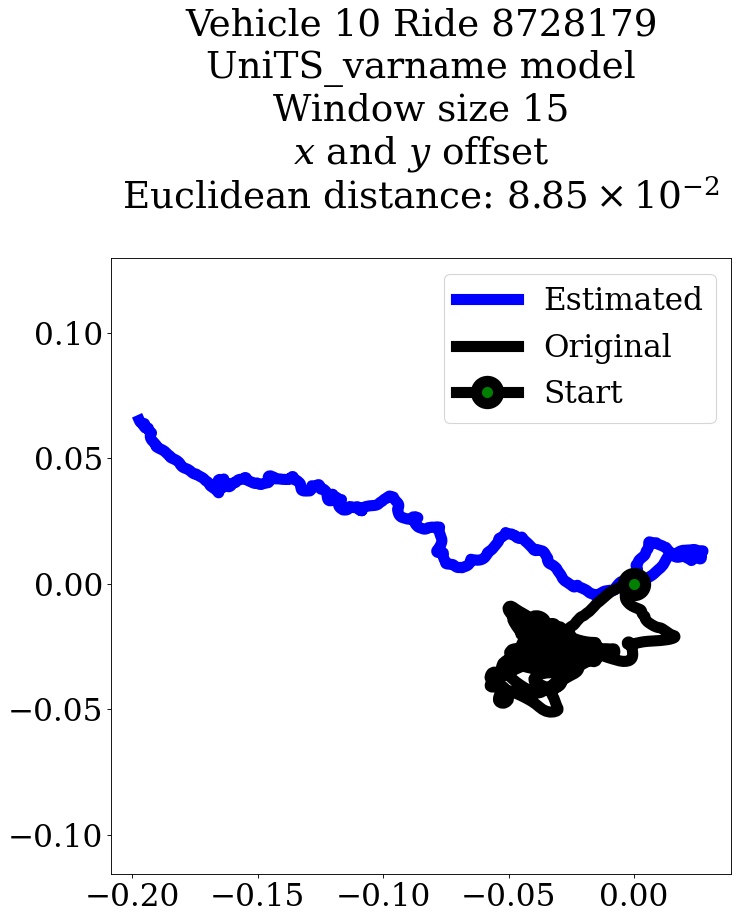 Vehicle 10 Ride 8728179
UniTS_varname model
Window size 15
x and y offset
Euclidean distance: 8.85 × 10⁻²
Estimated
Original
Start
0.10
0.05
0.00
−0.05
−0.10
−0.20 −0.15 −0.10 −0.05 0.00